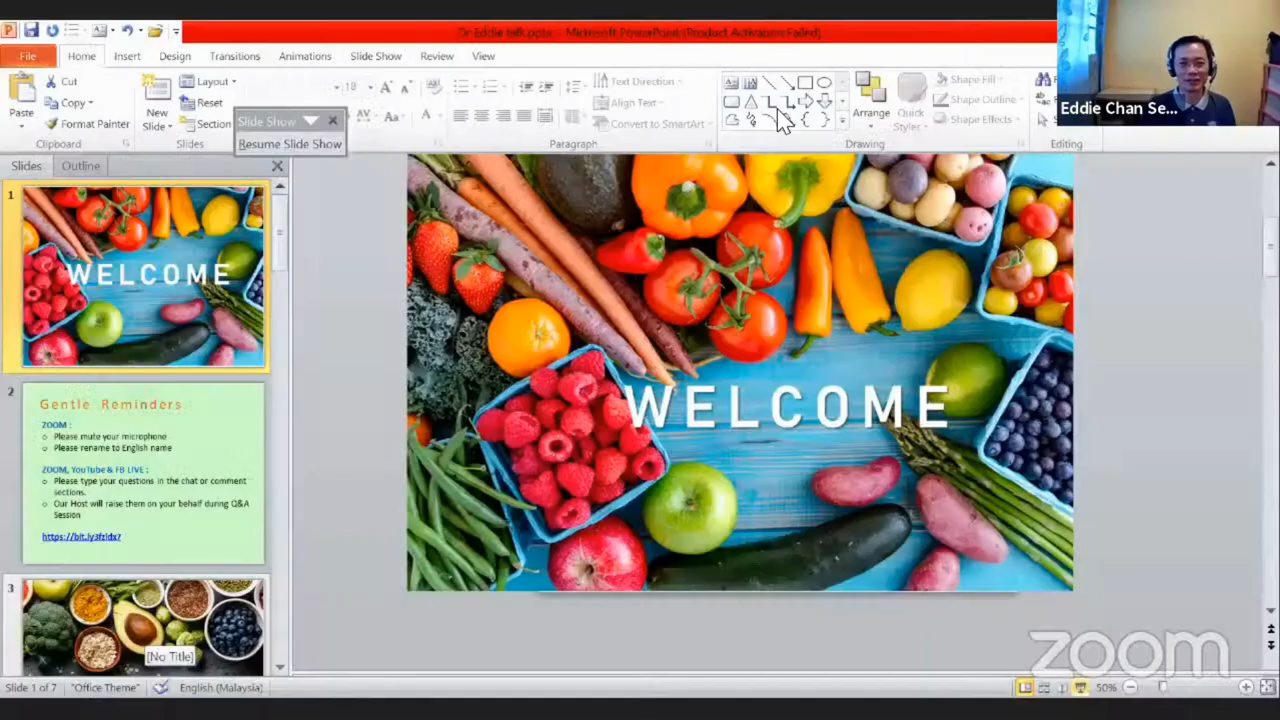 Dr Eddie talk.pptx - Microsoft PowerPoint (Product Activation Failed)
File Home Insert Design Transitions Animations Slide Show Review View
Cut
Copy
Format Painter
Paste
Clipboard
New
Slide
Layout
Reset
Section
Slides
Slide Show
Resume Slide Show
18
Aa
Text Direction
Align Text
Convert to SmartArt
Paragraph
Arrange
Quick
Styles
Shape Fill
Shape Outline
Shape Effects
Drawing
Editing
Eddie Chan Se...
Slides Outline
1
WELCOME
2
Gentle Reminders
ZOOM :
Please mute your microphone
Please rename to English name
ZOOM, YouTube & FB LIVE :
Please type your questions in the chat or comment
sections.
Our Host will raise them on your behalf during Q&A
Session
3
[No Title]
WELCOME
zoom
Slide 1 of 7 "Office Theme" English (Malaysia) 50%